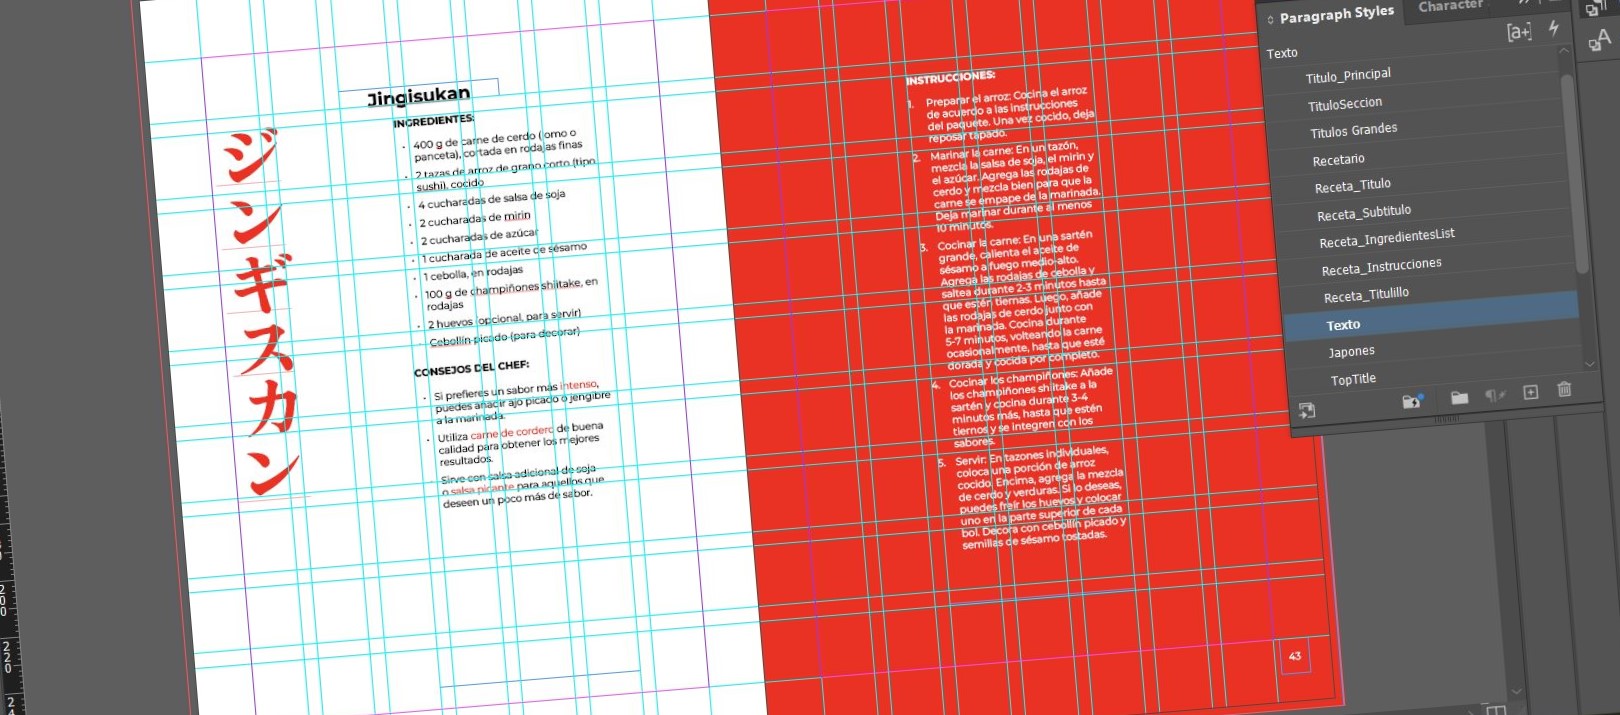 ジンギスカン
Jingisukan
INGREDIENTES:
• 400 g de carne de cerdo (lomo o
panceta), cortada en rodajas finas
• 2 tazas de arroz de grano corto (tipo
sushi), cocido
• 4 cucharadas de salsa de soja
• 2 cucharadas de mirin
• 2 cucharadas de azúcar
• 1 cucharada de aceite de sésamo
• 1 cebolla, en rodajas
• 100 g de champiñones shiitake, en
rodajas
• 2 huevos (opcional, para servir)
• Cebollín picado (para decorar)
CONSEJOS DEL CHEF:
• Si prefieres un sabor más intenso,
puedes añadir ajo picado o jengibre
a la marinada.
• Utiliza carne de cordero de buena
calidad para obtener los mejores
resultados.
• Sirve con salsa adicional de soja
o salsa picante para aquellos que
deseen un poco más de sabor.
INSTRUCCIONES:
1. Preparar el arroz: Cocina el arroz
de acuerdo a las instrucciones
del paquete. Una vez cocido, deja
reposar tapado.
2. Marinar la carne: En un tazón,
mezcla la salsa de soja, el mirin y
el azúcar. Agrega las rodajas de
cerdo y mezcla bien para que la
carne se empape de la marinada.
Deja marinar durante al menos
10 minutos.
3. Cocinar la carne: En una sartén
grande, calienta el aceite de
sésamo a fuego medio-alto.
Agrega las rodajas de cebolla y
saltea durante 2-3 minutos hasta
que estén tiernas. Luego, añade
las rodajas de cerdo junto con
la marinada. Cocina durante
5-7 minutos, volteando la carne
ocasionalmente, hasta que esté
dorada y cocida por completo.
4. Cocinar los champiñones: Añade
los champiñones shiitake a la
sartén y cocina durante 3-4
minutos más, hasta que estén
tiernos y se integren con los
sabores.
5. Servir: En tazones individuales,
coloca una porción de arroz
cocido. Encima, agrega la mezcla
de cerdo y verduras. Si lo deseas,
puedes freír los huevos y colocar
uno en la parte superior de cada
bol. Decora con cebollín picado y
semillas de sésamo tostadas.
43
Paragraph Styles
Character
Texto
[a+]
Titulo_Principal
TituloSeccion
Titulos Grandes
Recetario
Receta_Titulo
Receta_Subtitulo
Receta_IngredientesList
Receta_Instrucciones
Receta_Titulillo
Texto
Japones
TopTitle